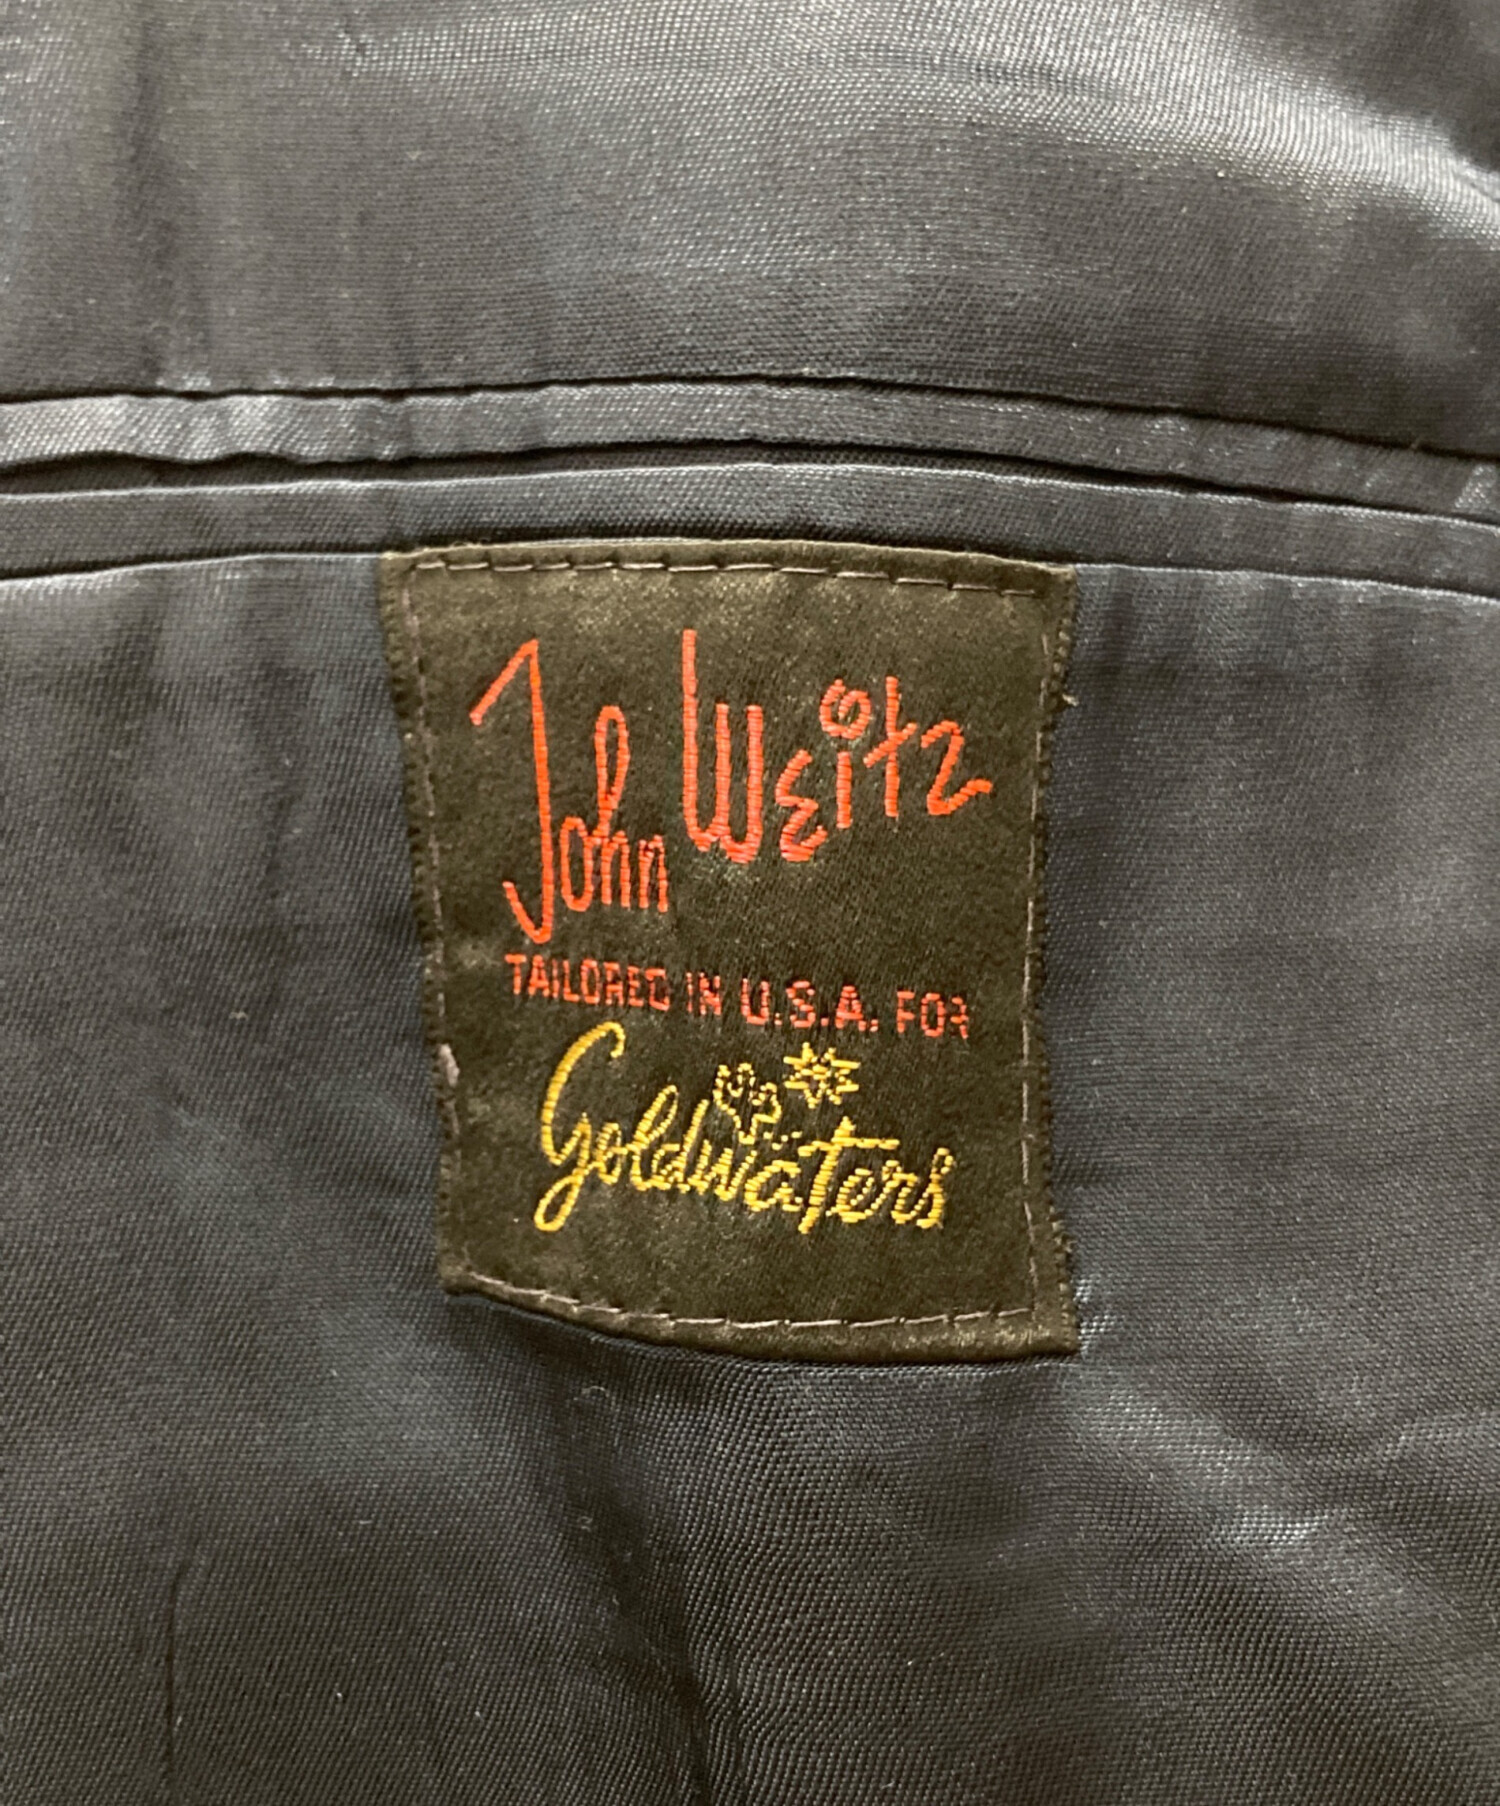 John Weitz
TAILORED IN U.S.A. FOR
Goldwaters